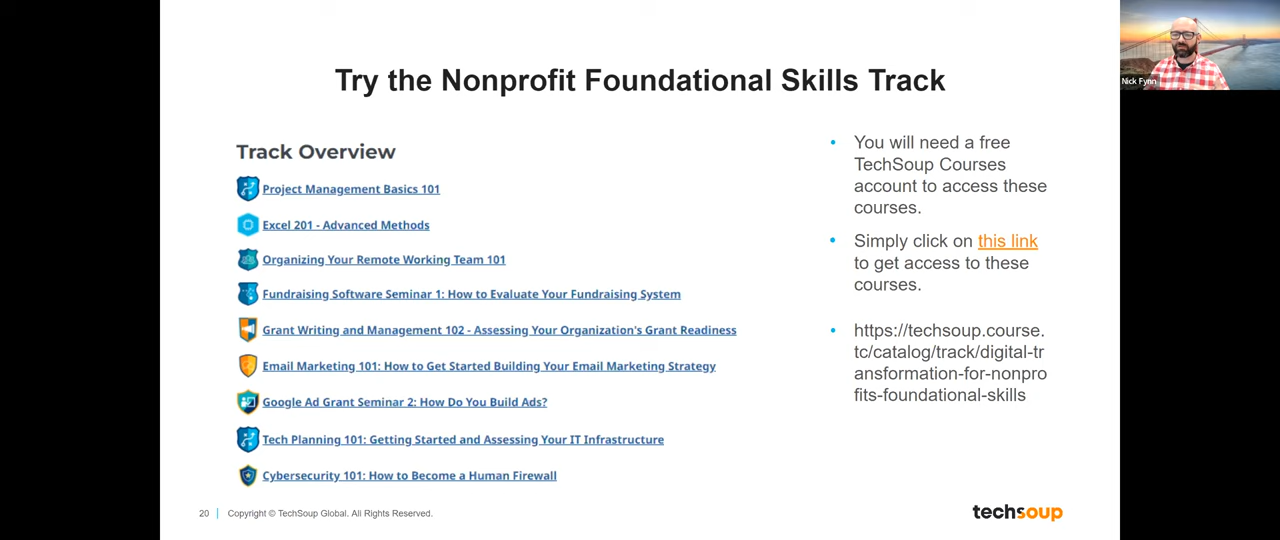 Try the Nonprofit Foundational Skills Track
Nick Fynn
Track Overview
Project Management Basics 101
Excel 201 - Advanced Methods
Organizing Your Remote Working Team 101
Fundraising Software Seminar 1: How to Evaluate Your Fundraising System
Grant Writing and Management 102 - Assessing Your Organization's Grant Readiness
Email Marketing 101: How to Get Started Building Your Email Marketing Strategy
Google Ad Grant Seminar 2: How Do You Build Ads?
Tech Planning 101: Getting Started and Assessing Your IT Infrastructure
Cybersecurity 101: How to Become a Human Firewall
• You will need a free
TechSoup Courses
account to access these
courses.
• Simply click on this link
to get access to these
courses.
• https://techsoup.course.
tc/catalog/track/digital-tr
ansformation-for-nonpro
fits-foundational-skills
20 | Copyright © TechSoup Global. All Rights Reserved.
techsoup